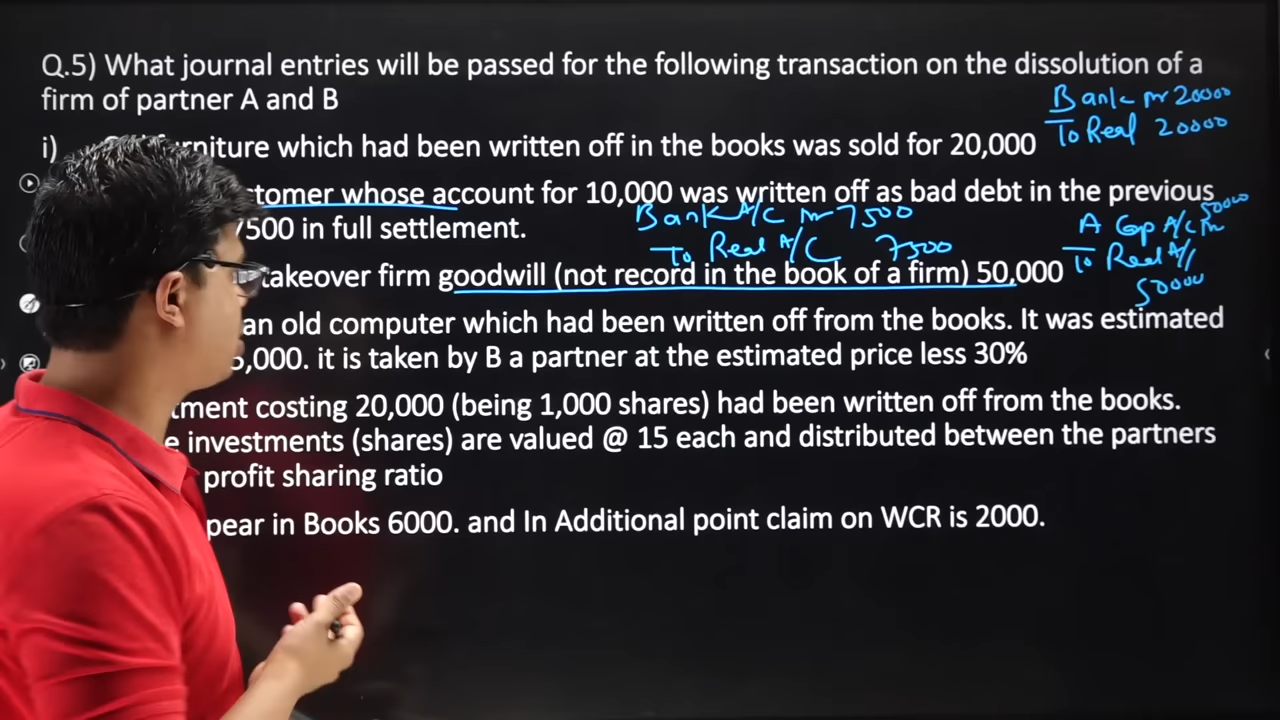 Q.5) What journal entries will be passed for the following transaction on the dissolution of a
firm of partner A and B
Bank Dr 20000
To Real 20000
i) furniture which had been written off in the books was sold for 20,000
whose account for 10,000 was written off as bad debt in the previous
7500 in full settlement.
Bank A/C Dr 7500
To Real A/C 7500
A Cap A/C Dr 50000
To Real A/
50000
takeover firm goodwill (not record in the book of a firm) 50,000
an old computer which had been written off from the books. It was estimated
,000. it is taken by B a partner at the estimated price less 30%
costing 20,000 (being 1,000 shares) had been written off from the books.
investments (shares) are valued @ 15 each and distributed between the partners
profit sharing ratio
in Books 6000. and In Additional point claim on WCR is 2000.